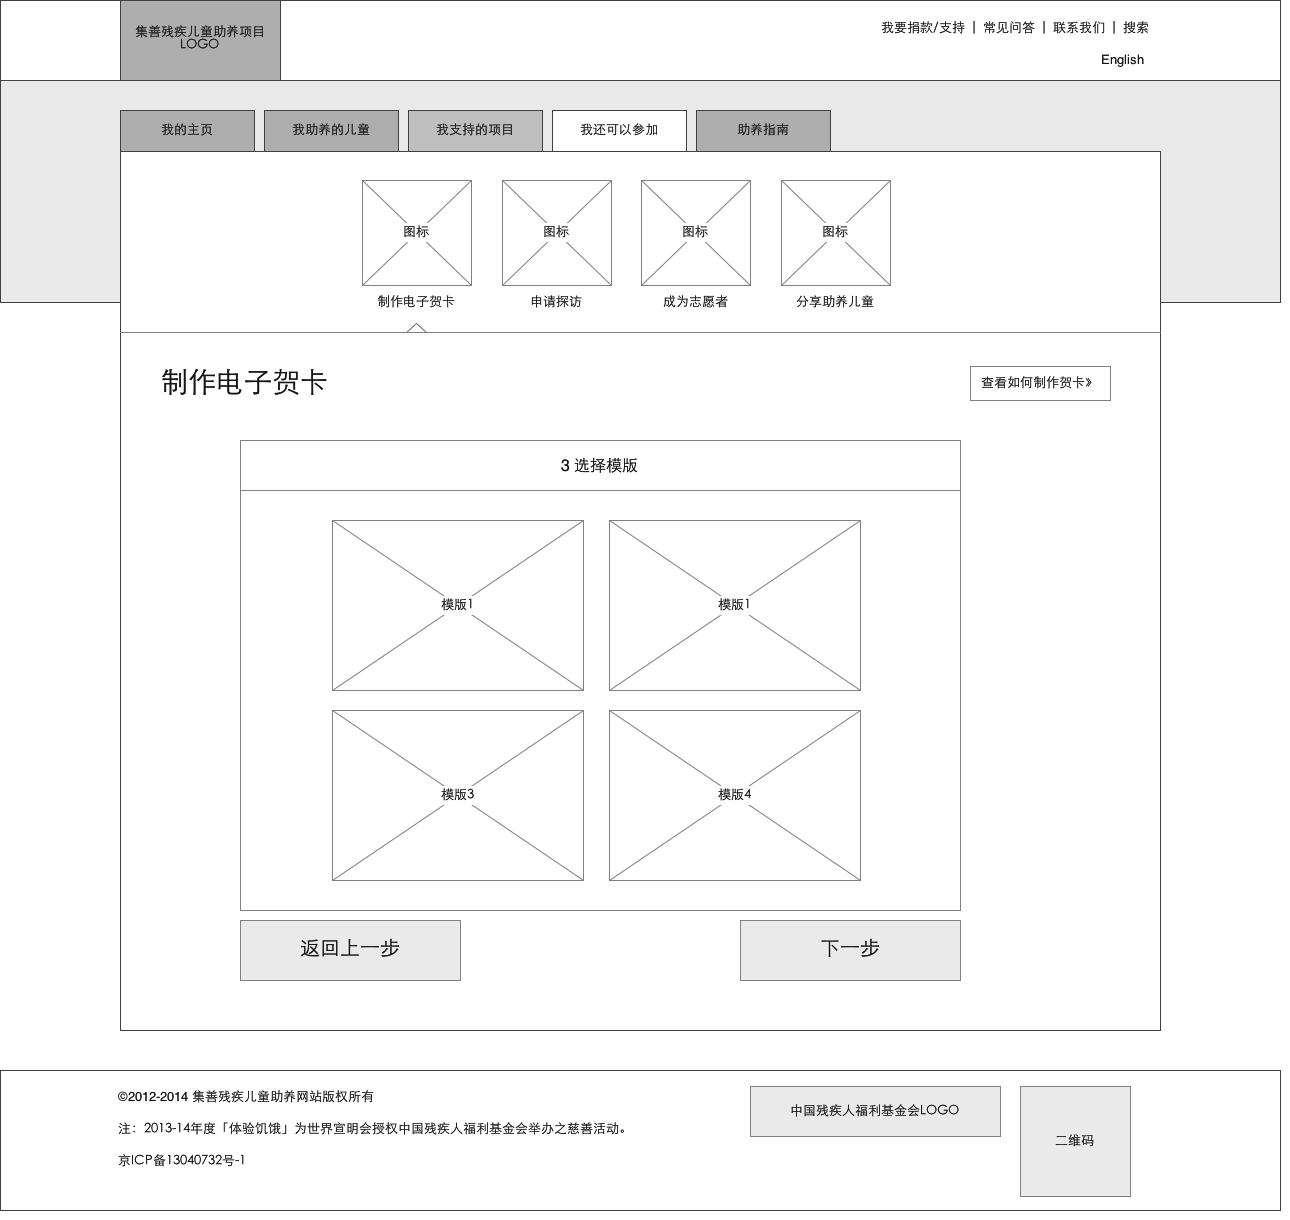 集善残疾儿童助养项目
LOGO
我要捐款/支持 | 常见问答 | 联系我们 | 搜索
English
我的主页
我助养的儿童
我支持的项目
我还可以参加
助养指南
图标
图标
图标
图标
制作电子贺卡
申请探访
成为志愿者
分享助养儿童
制作电子贺卡
查看如何制作贺卡》
3 选择模版
模版1
模版1
模版3
模版4
返回上一步
下一步
©2012-2014 集善残疾儿童助养网站版权所有
注：2013-14年度「体验饥饿」为世界宣明会授权中国残疾人福利基金会举办之慈善活动。
京ICP备13040732号-1
中国残疾人福利基金会LOGO
二维码